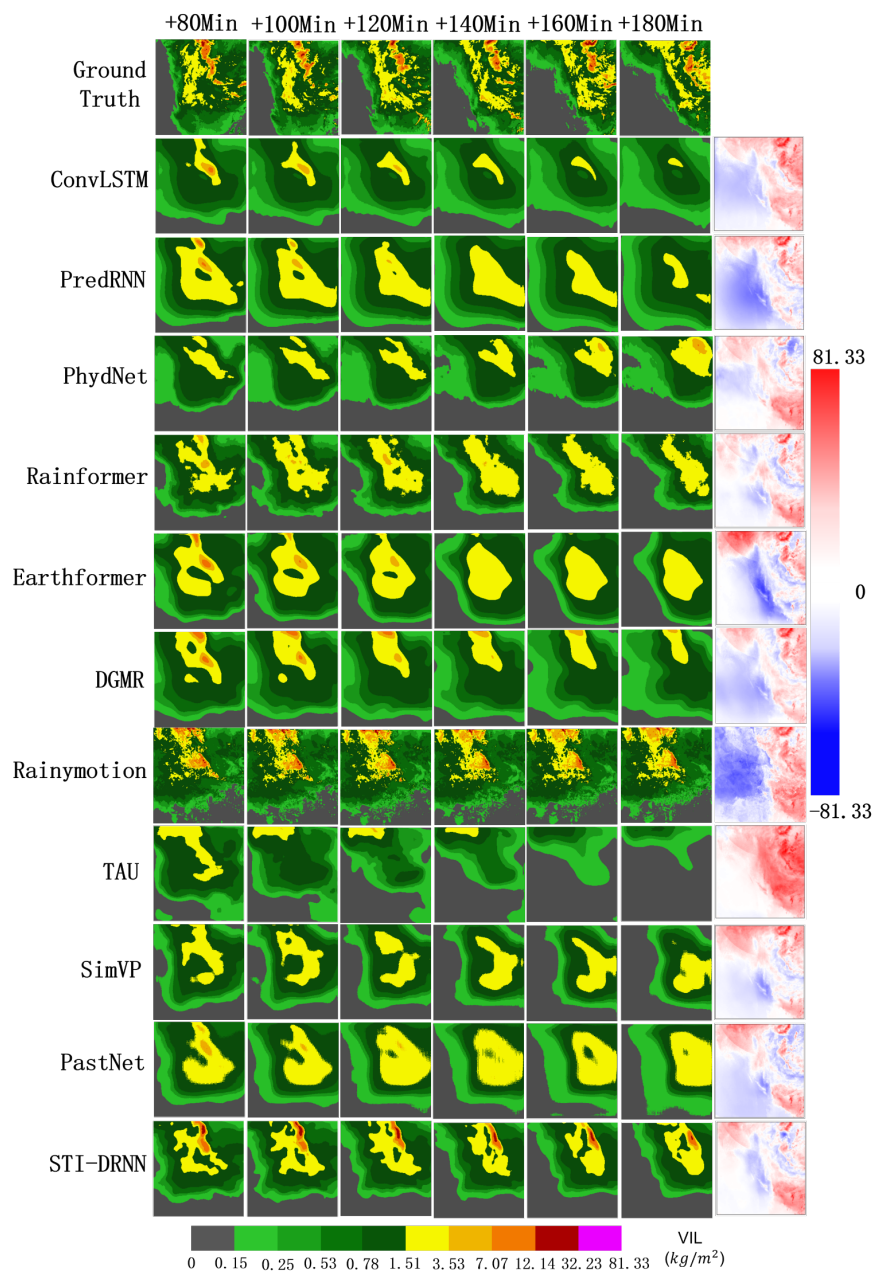 +80Min +100Min +120Min +140Min +160Min +180Min
Ground
Truth
ConvLSTM
PredRNN
PhydNet
81.33
Rainformer
Earthformer
0
DGMR
Rainymotion
-81.33
TAU
SimVP
PastNet
STI-DRNN
VIL
(kg/m²)
0 0.15 0.25 0.53 0.78 1.51 3.53 7.07 12.14 32.23 81.33